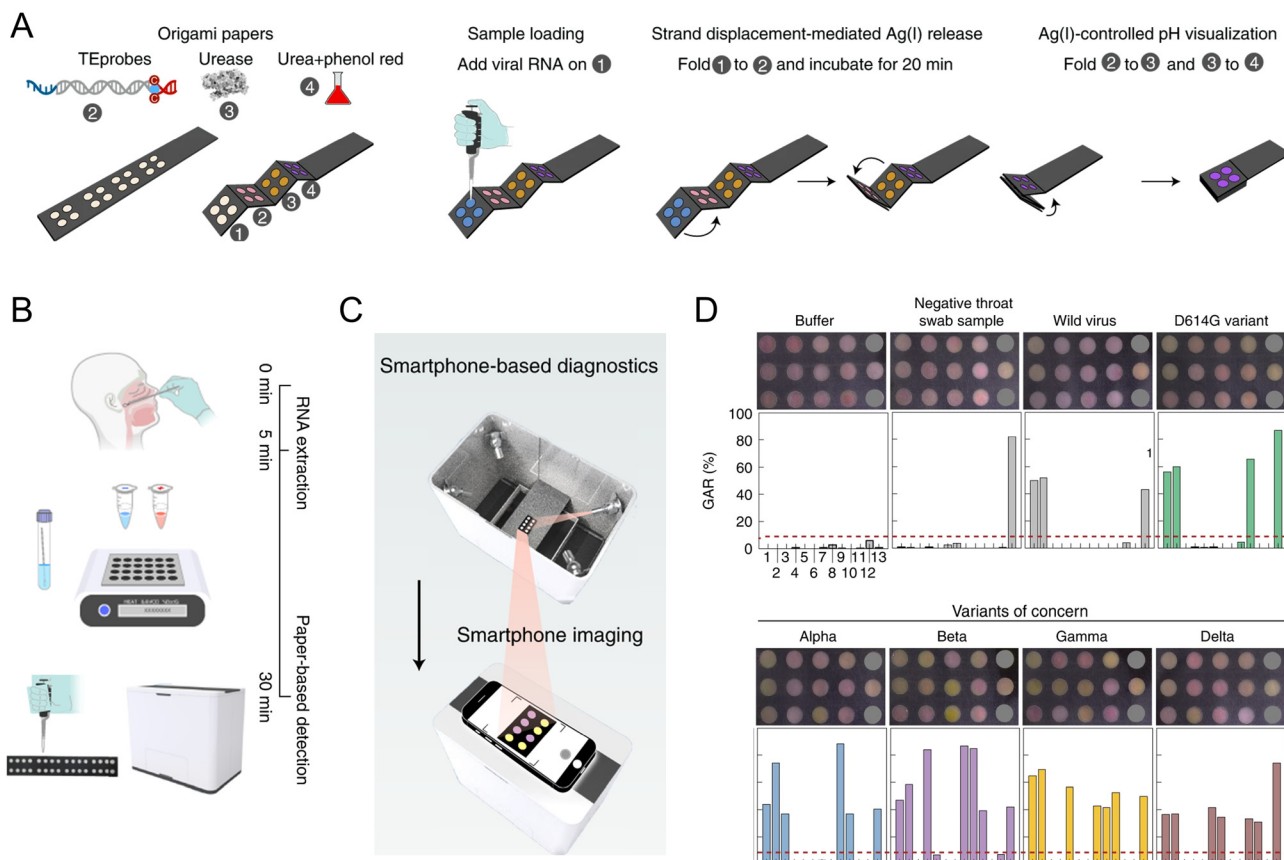 A
Origami papers
TEprobes
Urease
Urea+phenol red
C
C
2
3
4
1
2
3
4
Sample loading
Add viral RNA on 1
Strand displacement-mediated Ag(I) release
Fold 1 to 2 and incubate for 20 min
Ag(I)-controlled pH visualization
Fold 2 to 3 and 3 to 4
B
0 min
5 min
30 min
RNA extraction
Paper-based detection
C
Smartphone-based diagnostics
Smartphone imaging
D
Buffer
Negative throat
swab sample
Wild virus
D614G variant
GAR (%)
100
80
60
40
20
0
1 3 5 7 9 11 13
2 4 6 8 10 12
1
Variants of concern
Alpha
Beta
Gamma
Delta